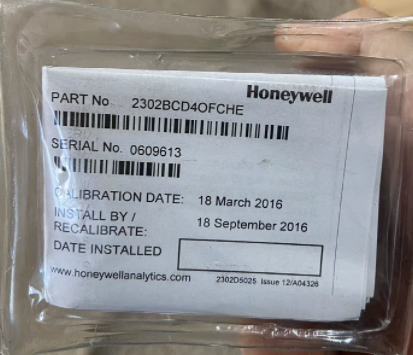 Honeywell
PART No 2302BCD4OFCHE
SERIAL No. 0609613
CALIBRATION DATE: 18 March 2016
INSTALL BY / RECALIBRATE: 18 September 2016
DATE INSTALLED
www.honeywellanalytics.com 2302D5025 Issue 12/A04326